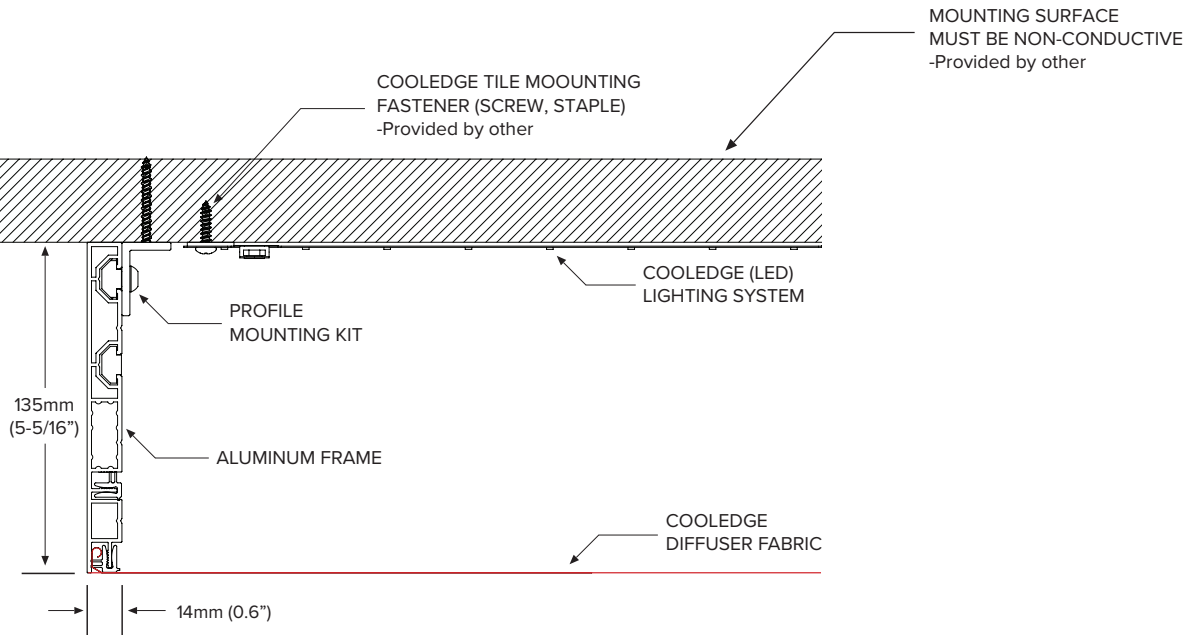 MOUNTING SURFACE
MUST BE NON-CONDUCTIVE
-Provided by other
COOLEDGE TILE MOOUNTING
FASTENER (SCREW, STAPLE)
-Provided by other
COOLEDGE (LED)
LIGHTING SYSTEM
PROFILE
MOUNTING KIT
135mm
(5-5/16”)
ALUMINUM FRAME
COOLEDGE
DIFFUSER FABRIC
14mm (0.6”)